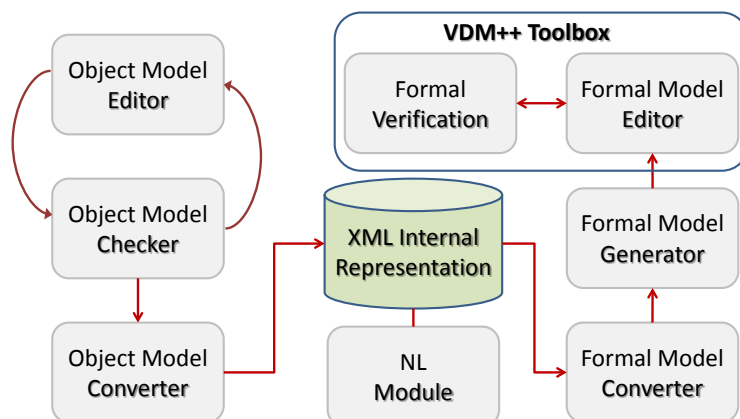 VDM++ Toolbox
Object Model
Editor
Formal
Verification
Formal Model
Editor
Object Model
Checker
XML Internal
Representation
Formal Model
Generator
Object Model
Converter
NL
Module
Formal Model
Converter